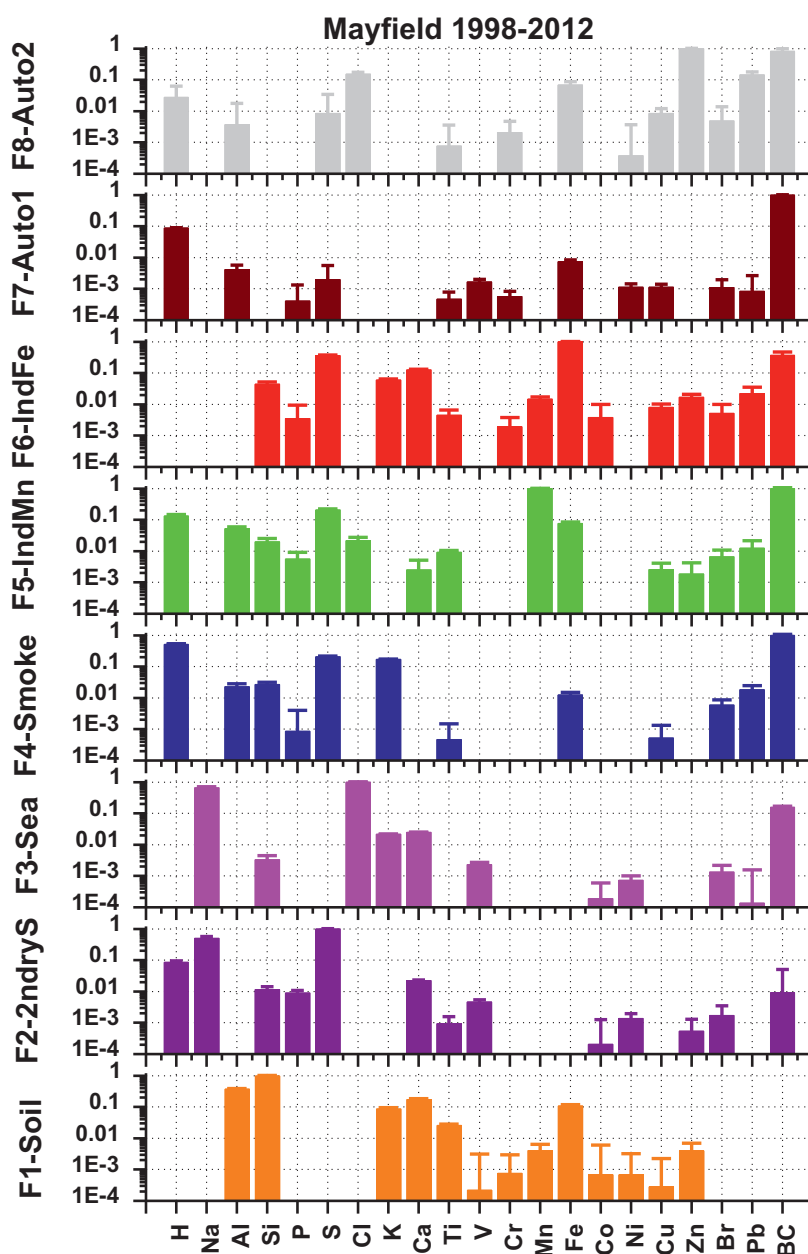 Mayfield 1998-2012
F8-Auto2
1
0.1
0.01
1E-3
1E-4
F7-Auto1
1
0.1
0.01
1E-3
1E-4
F6-IndFe
1
0.1
0.01
1E-3
1E-4
F5-IndMn
1
0.1
0.01
1E-3
1E-4
F4-Smoke
1
0.1
0.01
1E-3
1E-4
F3-Sea
1
0.1
0.01
1E-3
1E-4
F2-2ndryS
1
0.1
0.01
1E-3
1E-4
F1-Soil
1
0.1
0.01
1E-3
1E-4
H Na Al Si P S Cl K Ca Ti V Cr Mn Fe Co Ni Cu Zn Br Pb BC